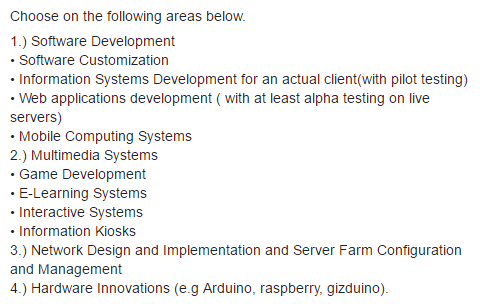 Choose on the following areas below.
1.) Software Development
• Software Customization
• Information Systems Development for an actual client(with pilot testing)
• Web applications development ( with at least alpha testing on live
servers)
• Mobile Computing Systems
2.) Multimedia Systems
• Game Development
• E-Learning Systems
• Interactive Systems
• Information Kiosks
3.) Network Design and Implementation and Server Farm Configuration
and Management
4.) Hardware Innovations (e.g Arduino, raspberry, gizduino).